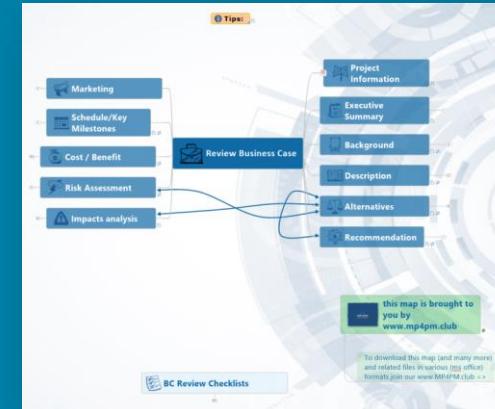 Tips:
Marketing
Schedule/Key
Milestones
Cost / Benefit
Risk Assessment
Impacts analysis
Review Business Case
Project
Information
Executive
Summary
Background
Description
Alternatives
Recommendation
this map is brought to
you by
www.mp4pm.club
To download this map (and many more)
and related files in various (ms office)
formats join our www.MP4PM.club =>
BC Review Checklists